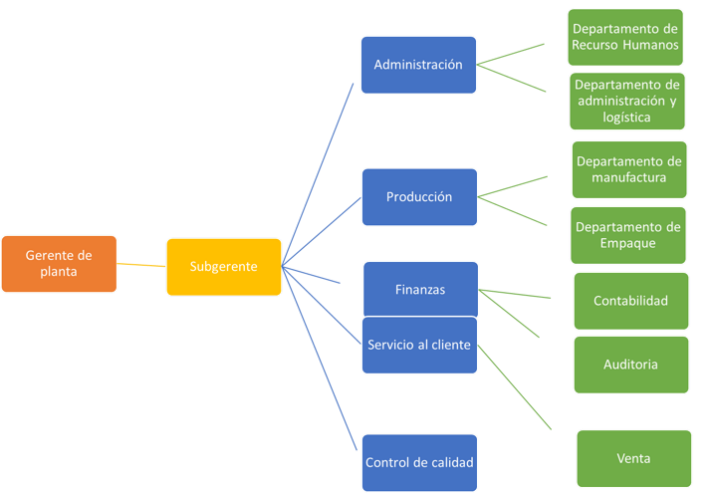 Gerente de
planta
Subgerente
Administración
Producción
Finanzas
Servicio al cliente
Control de calidad
Departamento de
Recurso Humanos
Departamento de
administración y
logística
Departamento de
manufactura
Departamento de
Empaque
Contabilidad
Auditoria
Venta